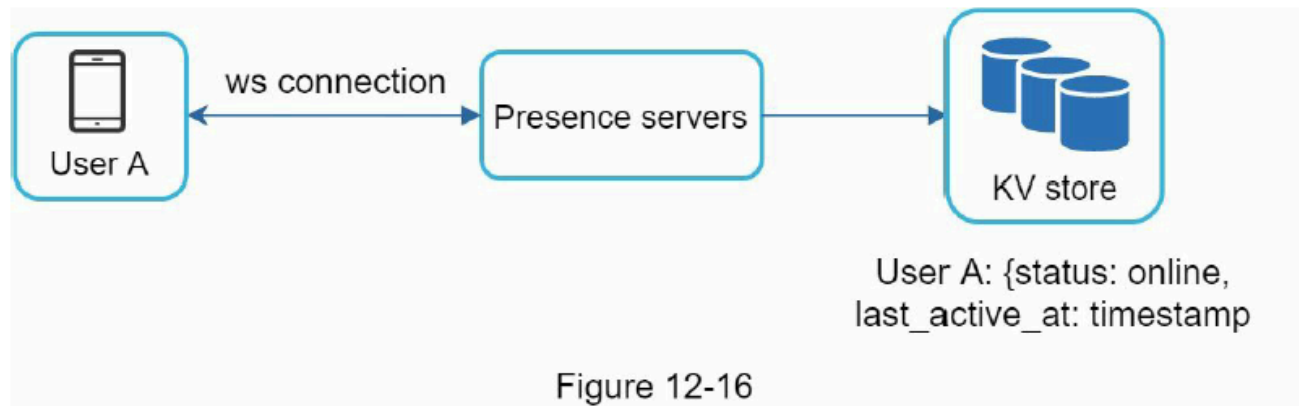 ws connection
User A
Presence servers
KV store
User A: {status: online,
last_active_at: timestamp
Figure 12-16